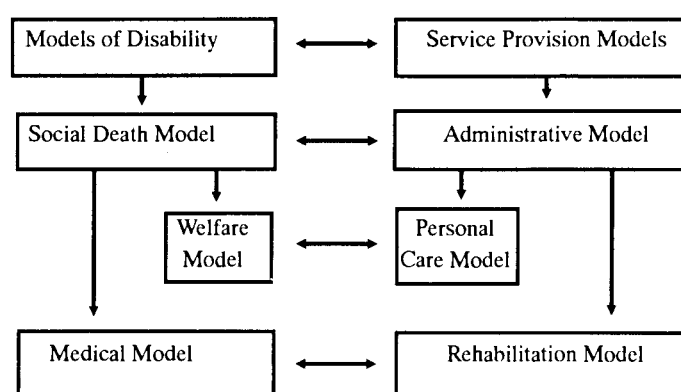 Models of Disability
Service Provision Models
Social Death Model
Administrative Model
Welfare
Model
Personal
Care Model
Medical Model
Rehabilitation Model